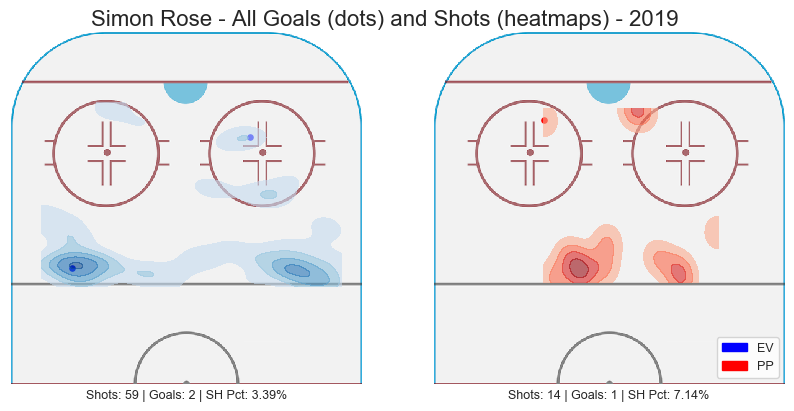 Simon Rose - All Goals (dots) and Shots (heatmaps) - 2019
EV
PP
Shots: 59 | Goals: 2 | SH Pct: 3.39%
Shots: 14 | Goals: 1 | SH Pct: 7.14%